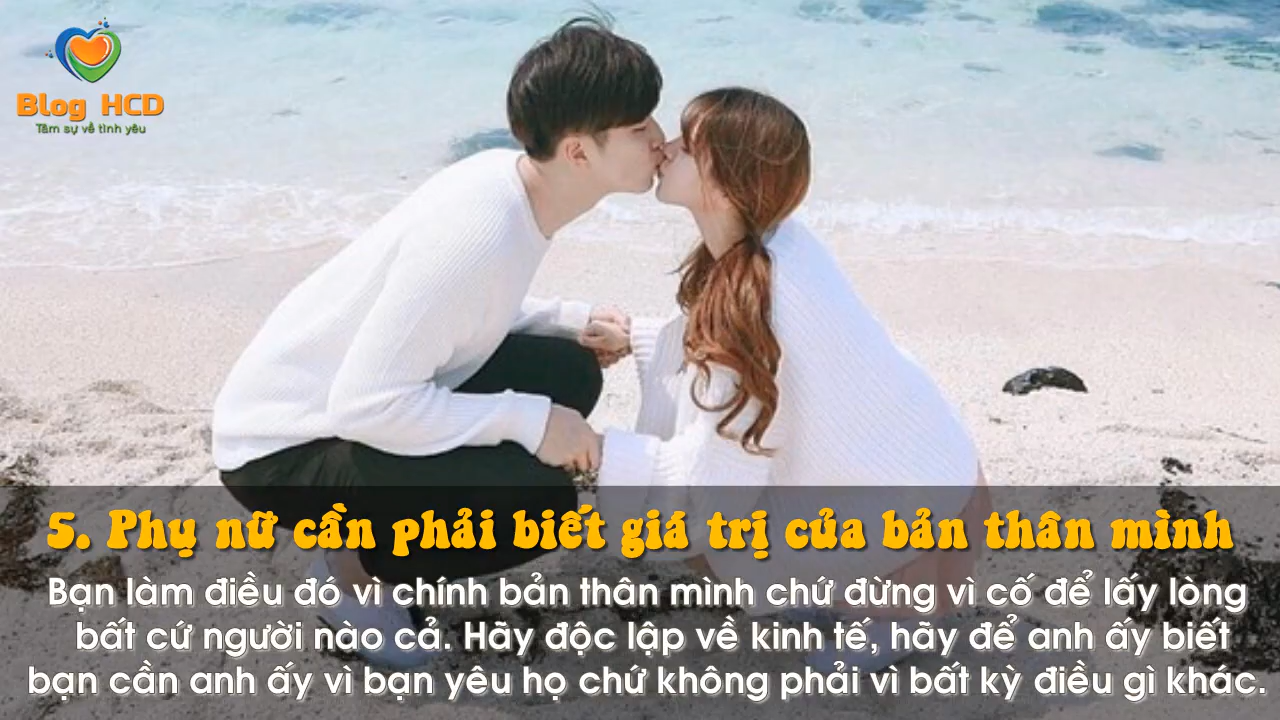 Blog HCD
Tâm sự về tình yêu
5. Phụ nữ cần phải biết giá trị của bản thân mình
Bạn làm điều đó vì chính bản thân mình chứ đừng vì cố để lấy lòng
bất cứ người nào cả. Hãy độc lập về kinh tế, hãy để anh ấy biết
bạn cần anh ấy vì bạn yêu họ chứ không phải vì bất kỳ điều gì khác.